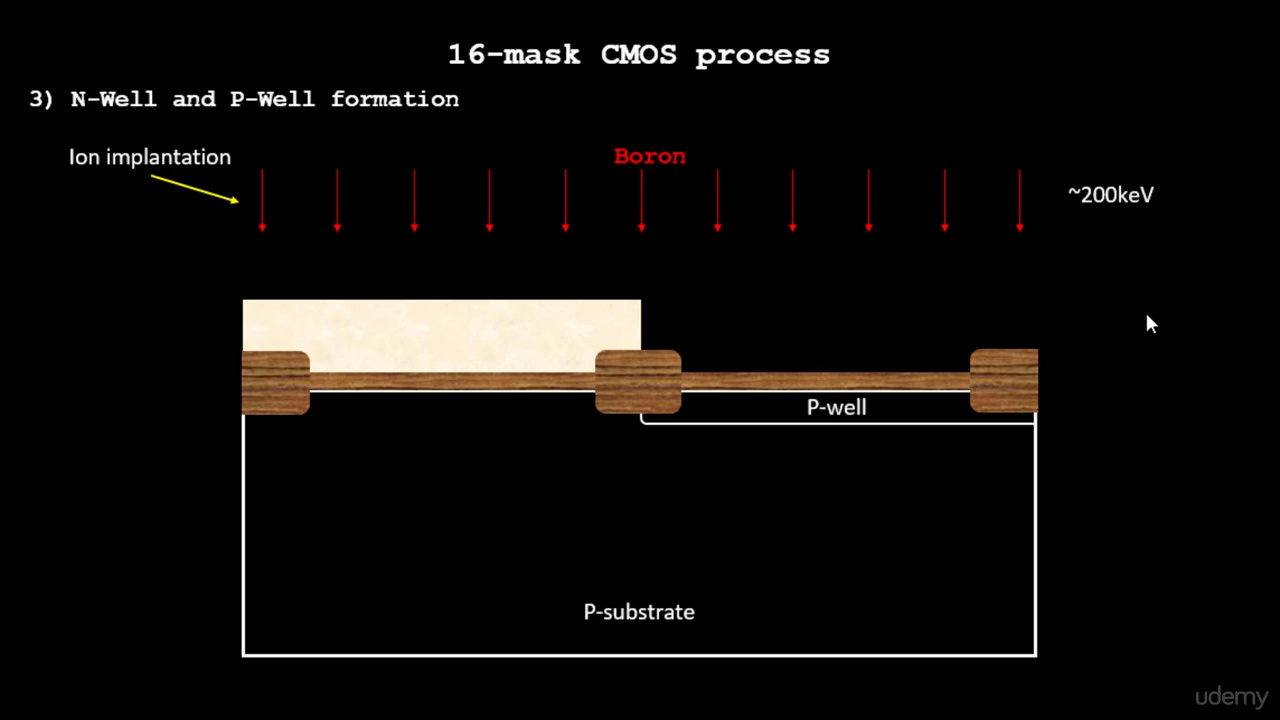 16-mask CMOS process
3) N-Well and P-Well formation
Ion implantation
Boron
~200keV
P-well
P-substrate
udemy